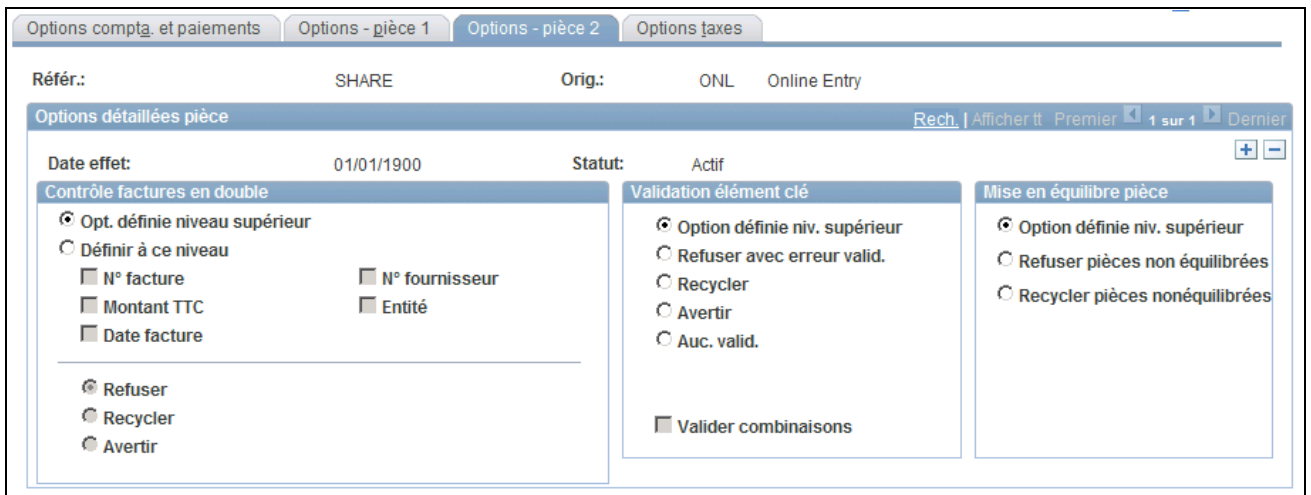 Options compta. et paiements Options - pièce 1 Options - pièce 2 Options taxes
Référ.: SHARE Orig.: ONL Online Entry
Options détaillées pièce Rech. | Afficher tt Premier 1 sur 1 Dernier
Date effet: 01/01/1900 Statut: Actif
Contrôle factures en double
Opt. définie niveau supérieur
Définir à ce niveau
N° facture N° fournisseur
Montant TTC Entité
Date facture
Refuser
Recycler
Avertir
Validation élément clé
Option définie niv. supérieur
Refuser avec erreur valid.
Recycler
Avertir
Auc. valid.
Valider combinaisons
Mise en équilibre pièce
Option définie niv. supérieur
Refuser pièces non équilibrées
Recycler pièces nonéquilibrées